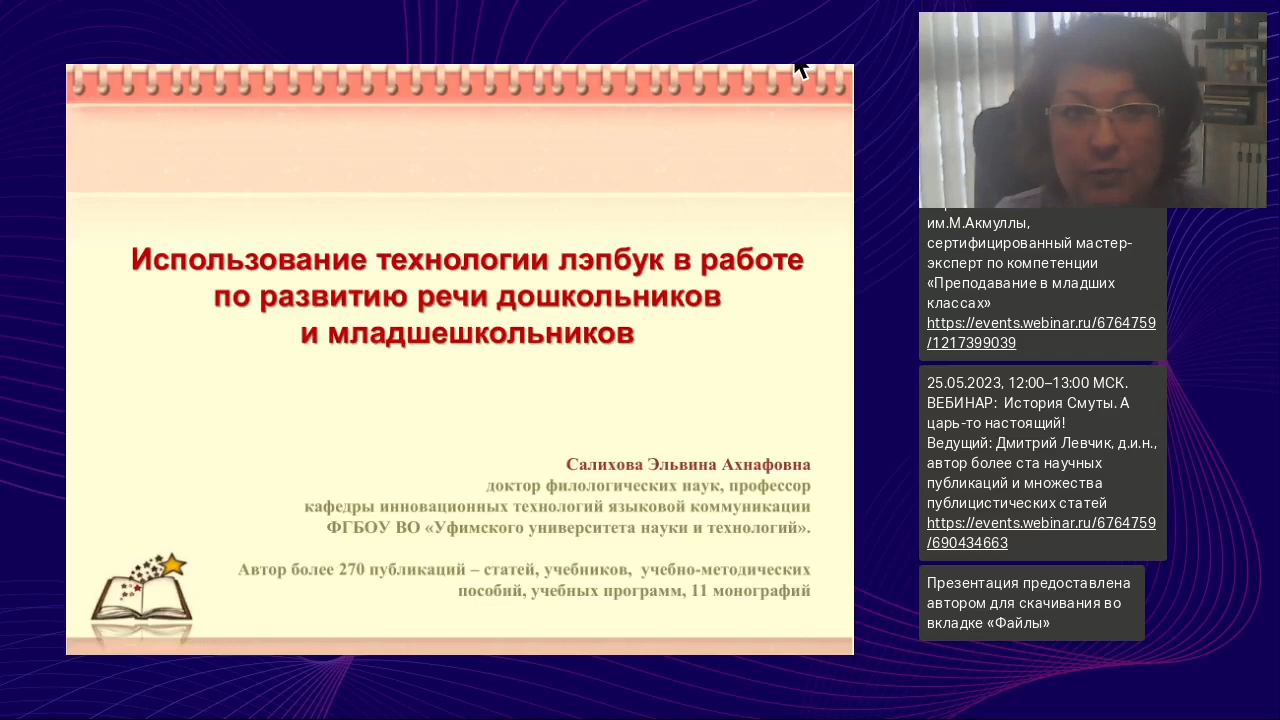 Использование технологии лэпбук в работе
по развитию речи дошкольников
и младшешкольников
Салихова Эльвина Ахнафовна
доктор филологических наук, профессор
кафедры инновационных технологий языковой коммуникации
ФГБОУ ВО «Уфимского университета науки и технологий».
Автор более 270 публикаций – статей, учебников, учебно-методических
пособий, учебных программ, 11 монографий
им.М.Акмуллы,
сертифицированный мастер-
эксперт по компетенции
«Преподавание в младших
классах»
https://events.webinar.ru/6764759
/1217399039
25.05.2023, 12:00–13:00 МСК.
ВЕБИНАР: История Смуты. А
царь-то настоящий!
Ведущий: Дмитрий Левчик, д.и.н.,
автор более ста научных
публикаций и множества
публицистических статей
https://events.webinar.ru/6764759
/690434663
Презентация предоставлена
автором для скачивания во
вкладке «Файлы»